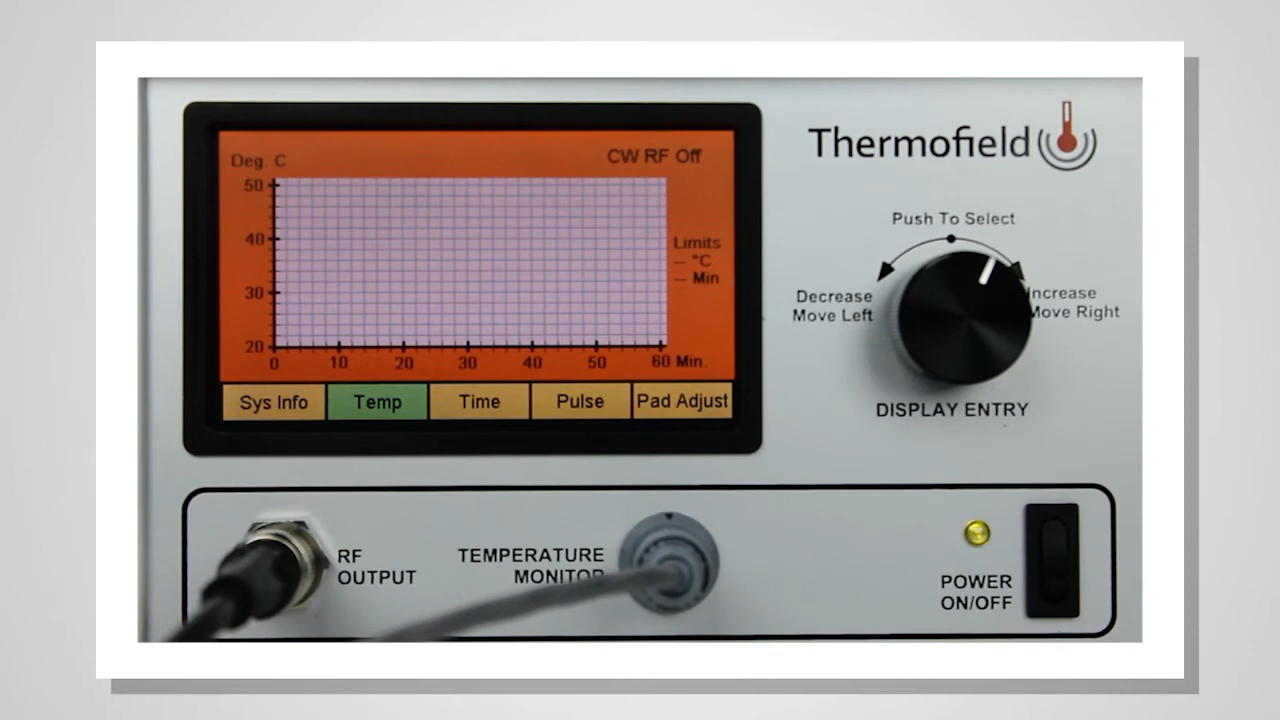 Deg. C
CW RF Off
50
40
30
20
0 10 20 30 40 50 60 Min.
Limits
-- °C
-- Min
Sys Info Temp Time Pulse Pad Adjust
Thermofield
Push To Select
Decrease
Move Left
Increase
Move Right
DISPLAY ENTRY
RF
OUTPUT
TEMPERATURE
MONITOR
POWER
ON/OFF